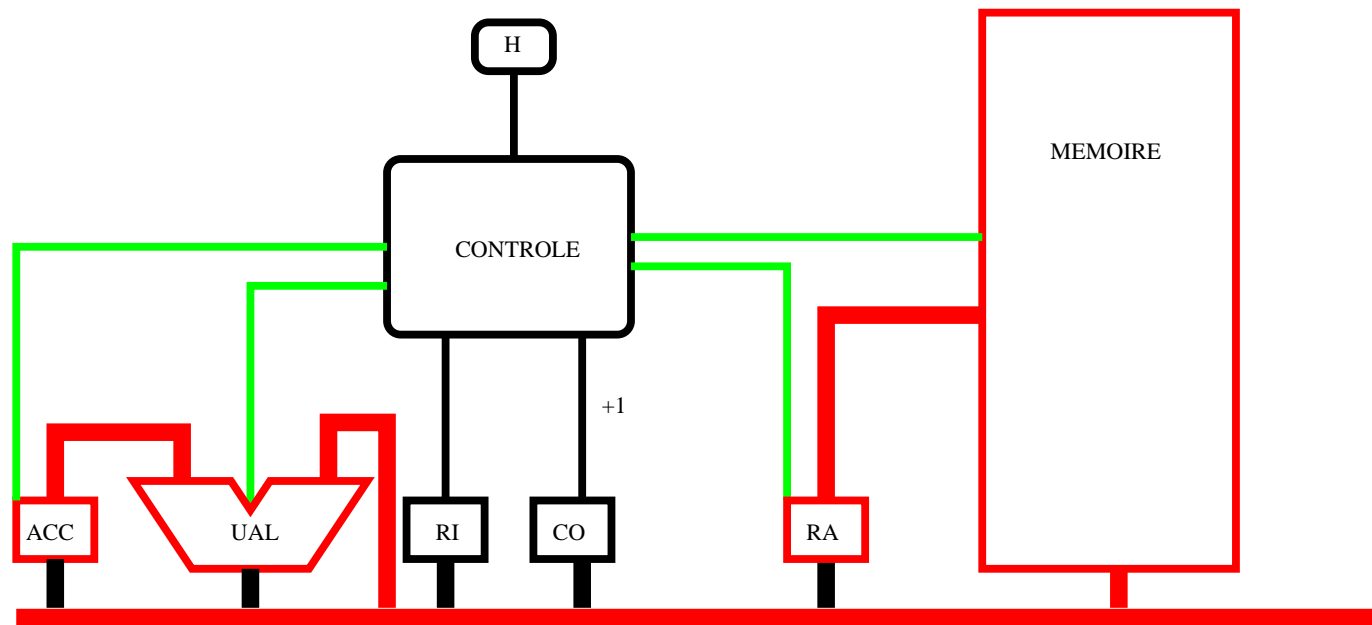 H
MEMOIRE
CONTROLE
+1
ACC
UAL
RI
CO
RA